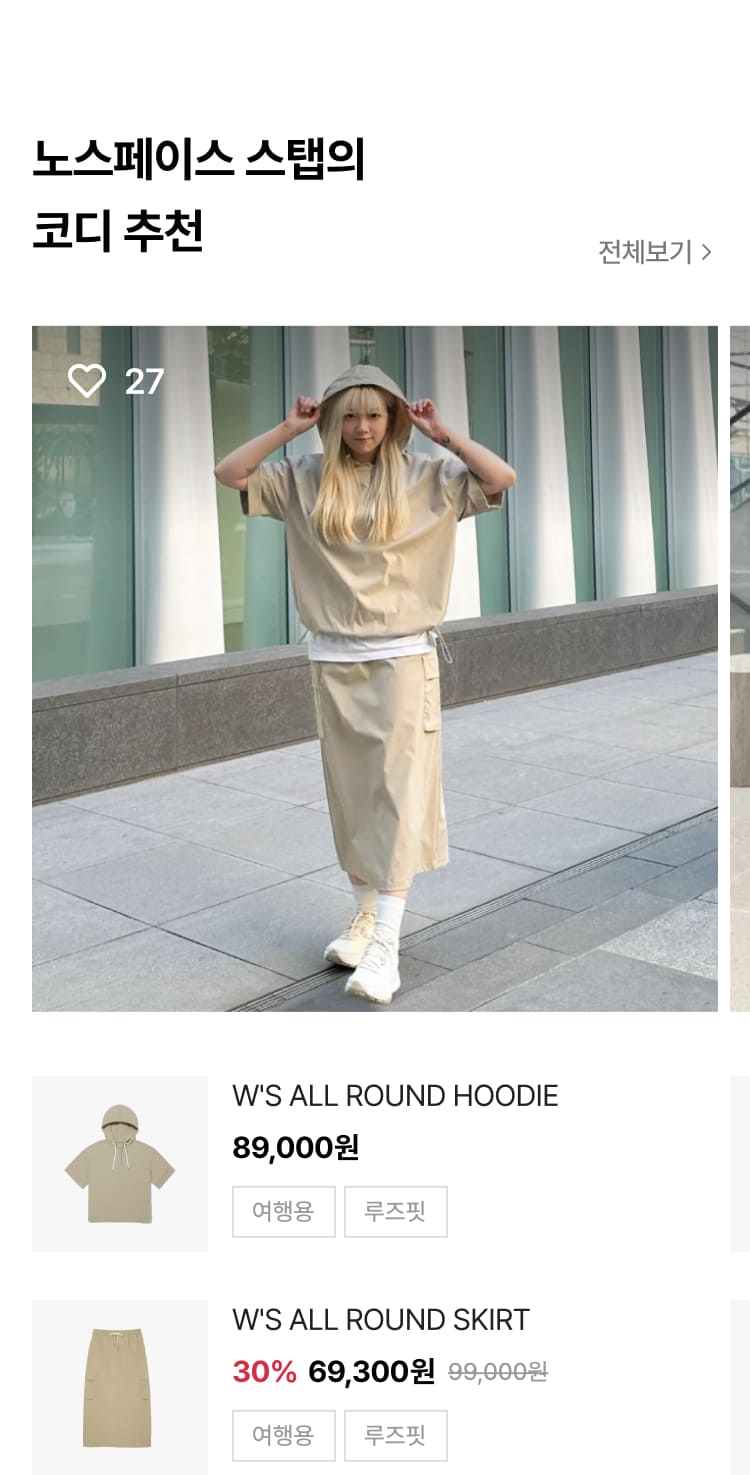 노스페이스 스탭의
코디 추천
전체보기 >
27
W'S ALL ROUND HOODIE
89,000원
여행용 루즈핏
W'S ALL ROUND SKIRT
30% 69,300원 99,000원
여행용 루즈핏